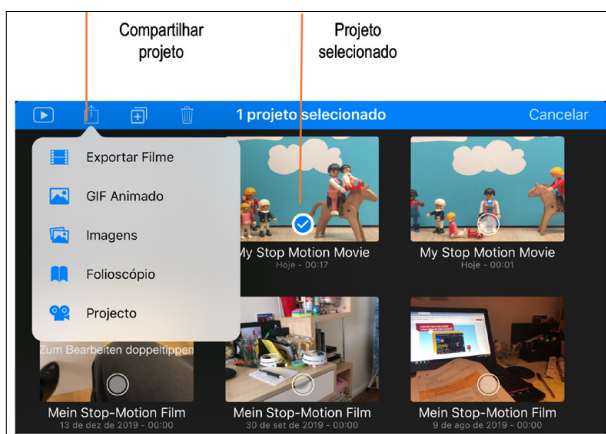 Compartilhar
projeto
Projeto
selecionado
1 projeto selecionado
Cancelar
Exportar Filme
GIF Animado
Imagens
Folioscópio
Projecto
My Stop Motion Movie
Hoje - 00:17
My Stop Motion Movie
Hoje - 00:01
Zum Bearbeiten doppeltippen
Mein Stop-Motion Film
13 de dez de 2019 - 00:00
Mein Stop-Motion Film
30 de set de 2019 - 00:00
Mein Stop-Motion Film
9 de ago de 2019 - 00:00